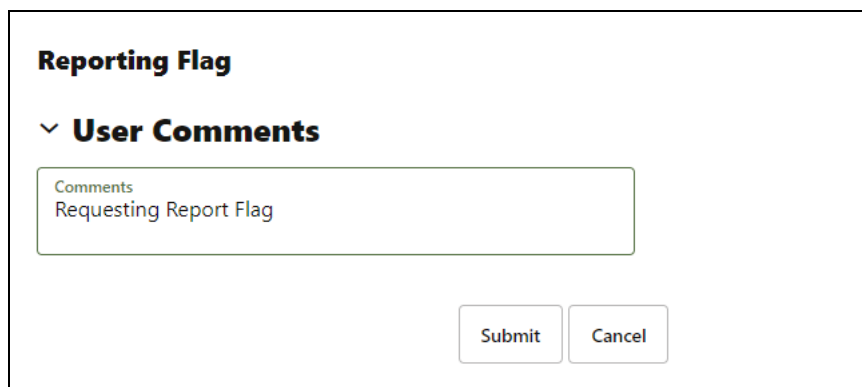 Reporting Flag
User Comments
Comments
Requesting Report Flag
Submit Cancel